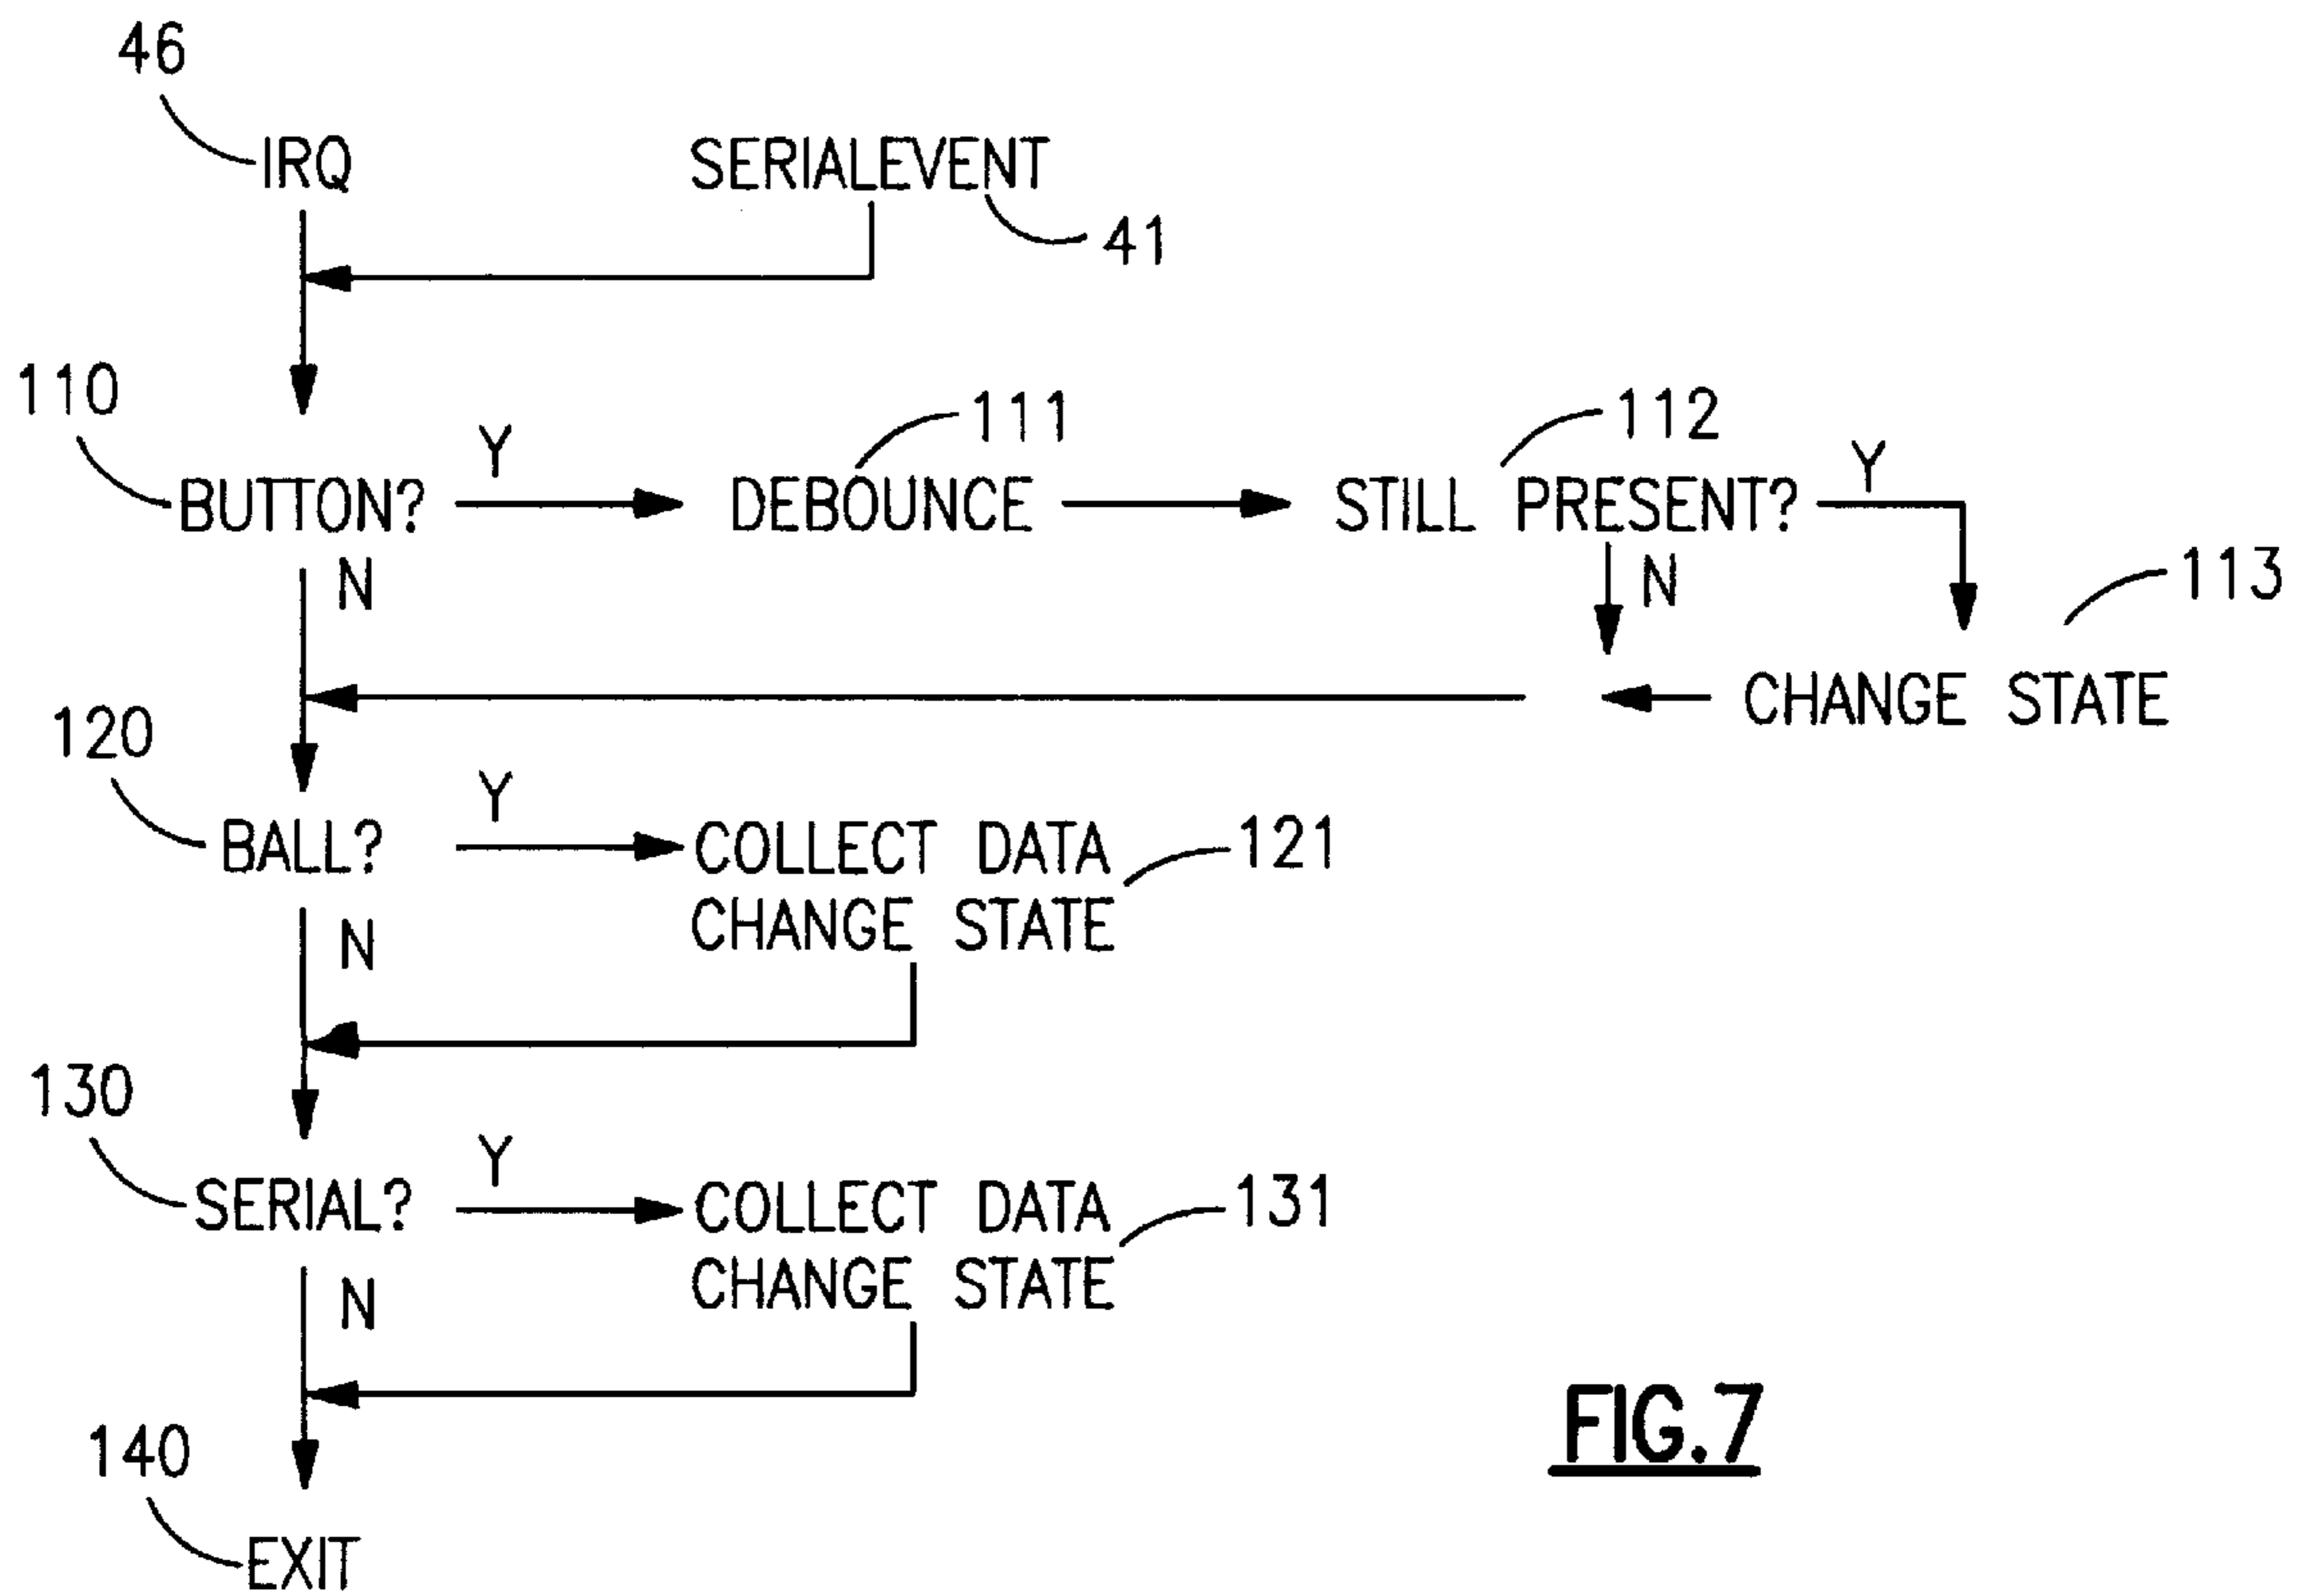 46
IRQ
SERIALEVENT
41
110
111
112
BUTTON?
Y
DEBOUNCE
STILL PRESENT?
Y
N
N
113
CHANGE STATE
120
BALL?
Y
COLLECT DATA
CHANGE STATE
121
N
130
SERIAL?
Y
COLLECT DATA
CHANGE STATE
131
N
140
EXIT
FIG.7